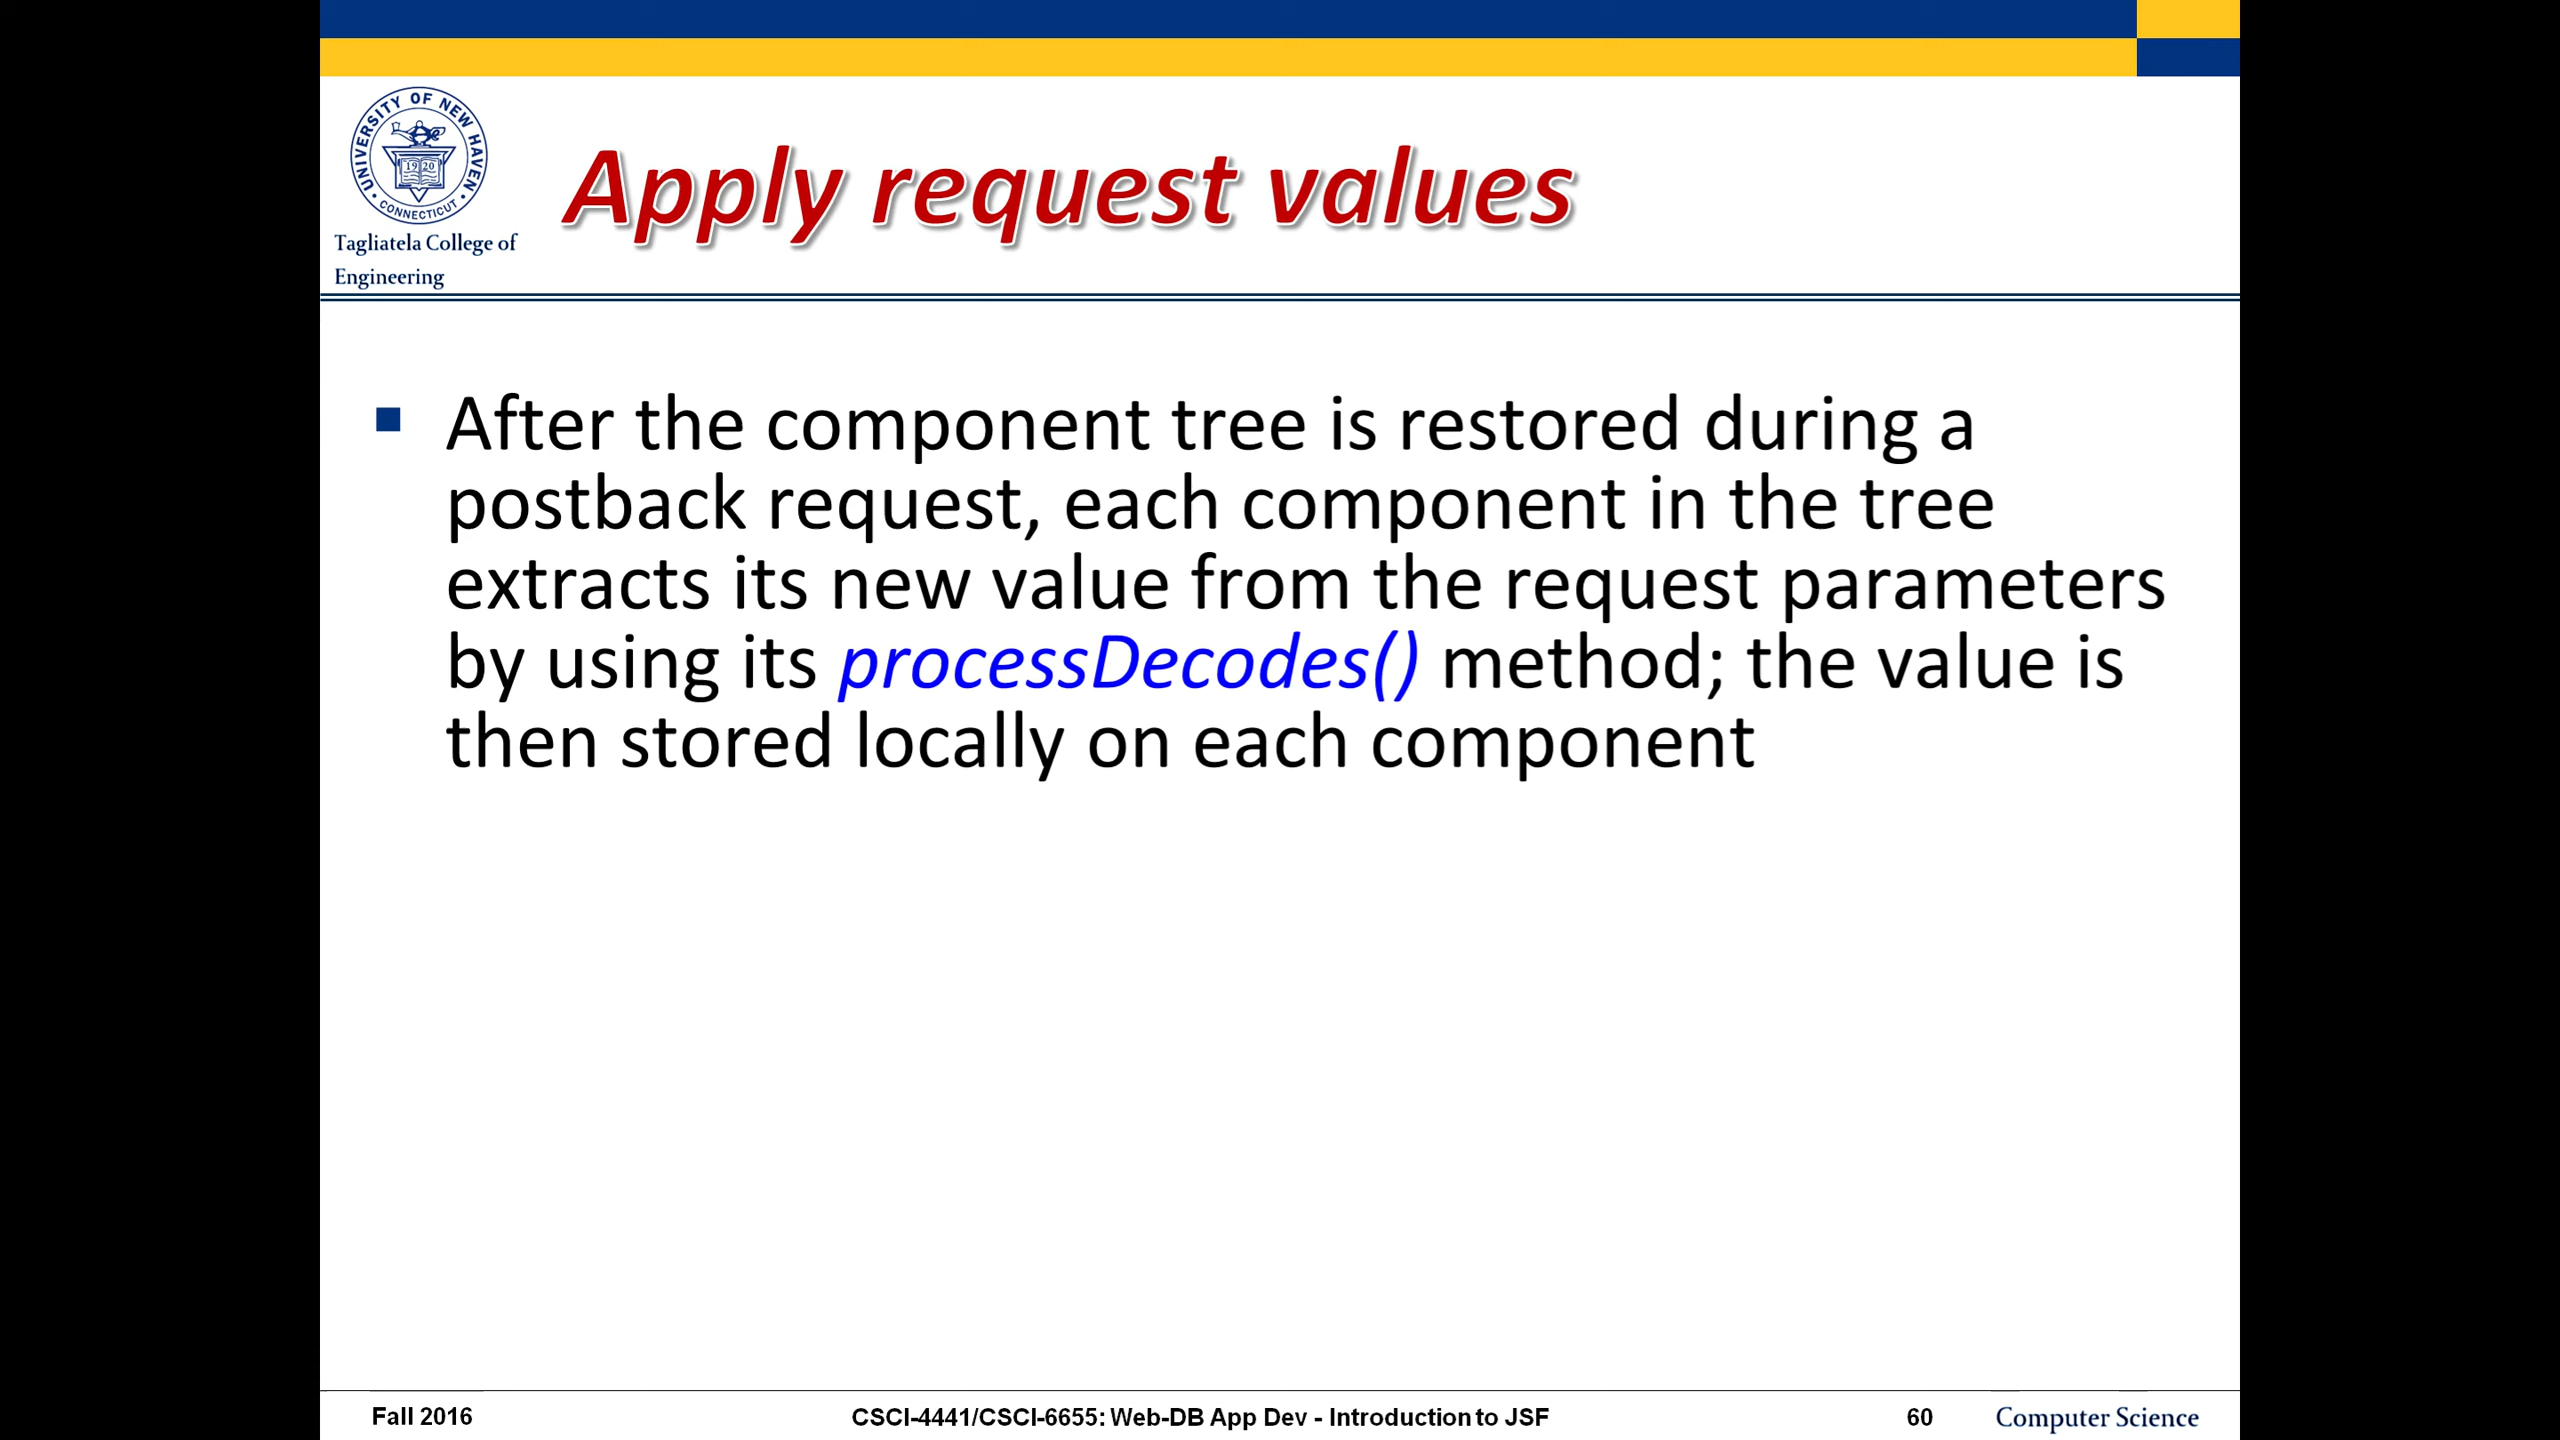 UNIVERSITY OF NEW HAVEN
1920
CONNECTICUT
Tagliatela College of
Engineering
Apply request values
After the component tree is restored during a
postback request, each component in the tree
extracts its new value from the request parameters
by using its processDecodes() method; the value is
then stored locally on each component
Fall 2016
CSCI-4441/CSCI-6655: Web-DB App Dev - Introduction to JSF
60
Computer Science